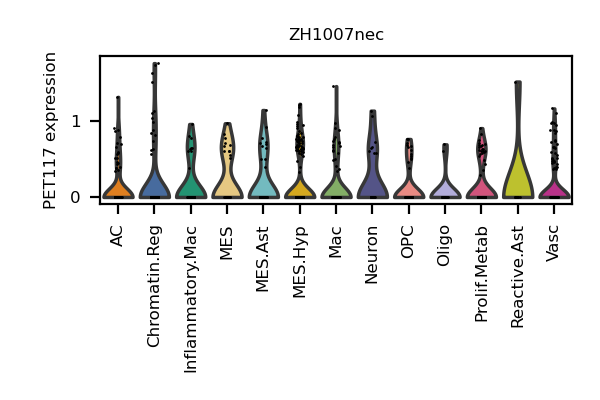 ZH1007nec
PET117 expression
1
0
AC
Chromatin.Reg
Inflammatory.Mac
MES
MES.Ast
MES.Hyp
Mac
Neuron
OPC
Oligo
Prolif.Metab
Reactive.Ast
Vasc